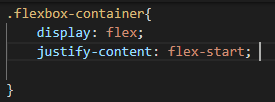 .flexbox-container{
display: flex;
justify-content: flex-start;
}